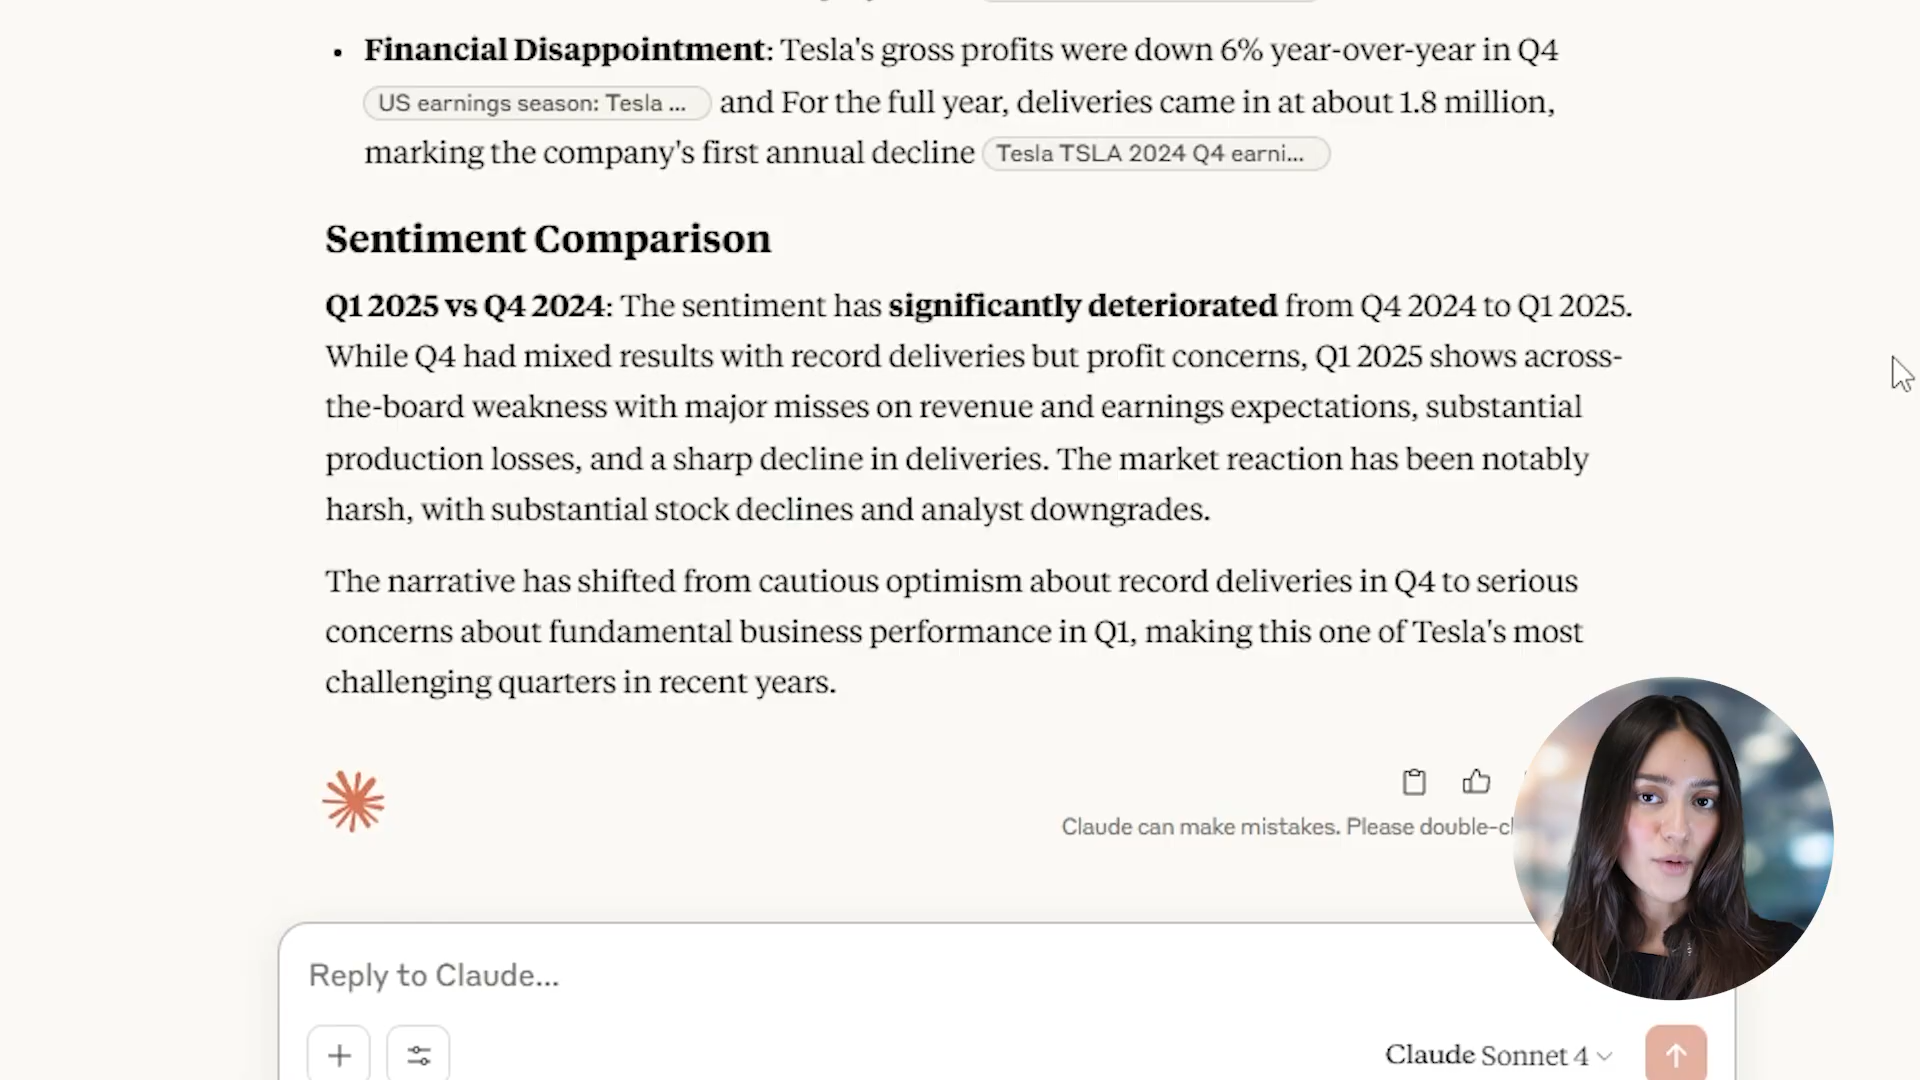 • Financial Disappointment: Tesla's gross profits were down 6% year-over-year in Q4
US earnings season: Tesla ... and For the full year, deliveries came in at about 1.8 million,
marking the company's first annual decline Tesla TSLA 2024 Q4 earni...
Sentiment Comparison
Q1 2025 vs Q4 2024: The sentiment has significantly deteriorated from Q4 2024 to Q1 2025.
While Q4 had mixed results with record deliveries but profit concerns, Q1 2025 shows across-
the-board weakness with major misses on revenue and earnings expectations, substantial
production losses, and a sharp decline in deliveries. The market reaction has been notably
harsh, with substantial stock declines and analyst downgrades.
The narrative has shifted from cautious optimism about record deliveries in Q4 to serious
concerns about fundamental business performance in Q1, making this one of Tesla's most
challenging quarters in recent years.
Claude can make mistakes. Please double-c
Reply to Claude...
Claude Sonnet 4